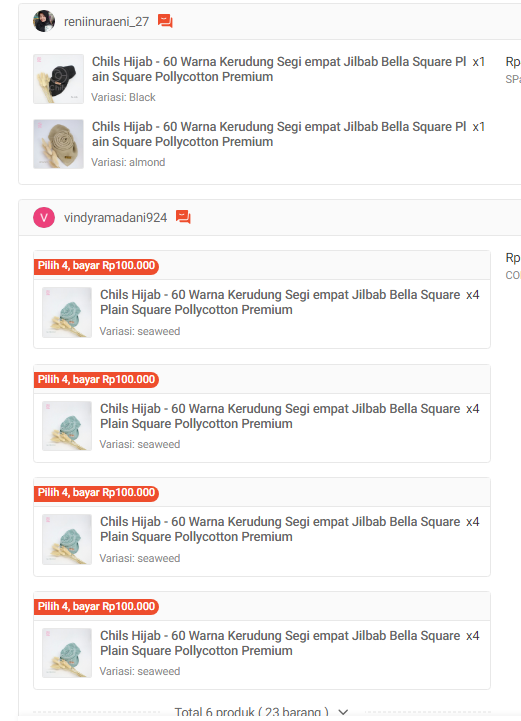 reniinuraeni_27
Chils Hijab - 60 Warna Kerudung Segi empat Jilbab Bella Square Pl x1
ain Square Pollycotton Premium
Variasi: Black
Rp
SPa
Chils Hijab - 60 Warna Kerudung Segi empat Jilbab Bella Square Pl x1
ain Square Pollycotton Premium
Variasi: almond
V vindyramadani924
Pilih 4, bayar Rp100.000
Rp
Chils Hijab - 60 Warna Kerudung Segi empat Jilbab Bella Square x4
Plain Square Pollycotton Premium
Variasi: seaweed
Pilih 4, bayar Rp100.000
Chils Hijab - 60 Warna Kerudung Segi empat Jilbab Bella Square x4
Plain Square Pollycotton Premium
Variasi: seaweed
Pilih 4, bayar Rp100.000
Chils Hijab - 60 Warna Kerudung Segi empat Jilbab Bella Square x4
Plain Square Pollycotton Premium
Variasi: seaweed
Pilih 4, bayar Rp100.000
Chils Hijab - 60 Warna Kerudung Segi empat Jilbab Bella Square x4
Plain Square Pollycotton Premium
Variasi: seaweed
Total 6 produk ( 23 barang )